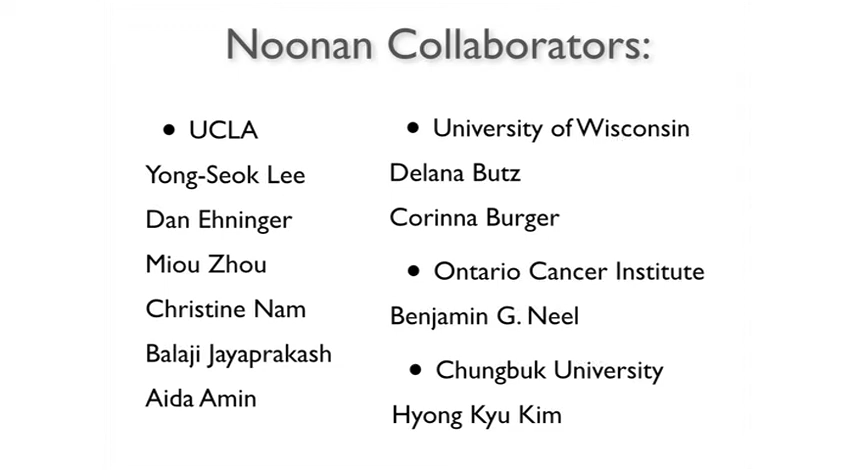 Noonan Collaborators:
• UCLA
Yong-Seok Lee
Dan Ehninger
Miou Zhou
Christine Nam
Balaji Jayaprakash
Aida Amin
• University of Wisconsin
Delana Butz
Corinna Burger
• Ontario Cancer Institute
Benjamin G. Neel
• Chungbuk University
Hyong Kyu Kim